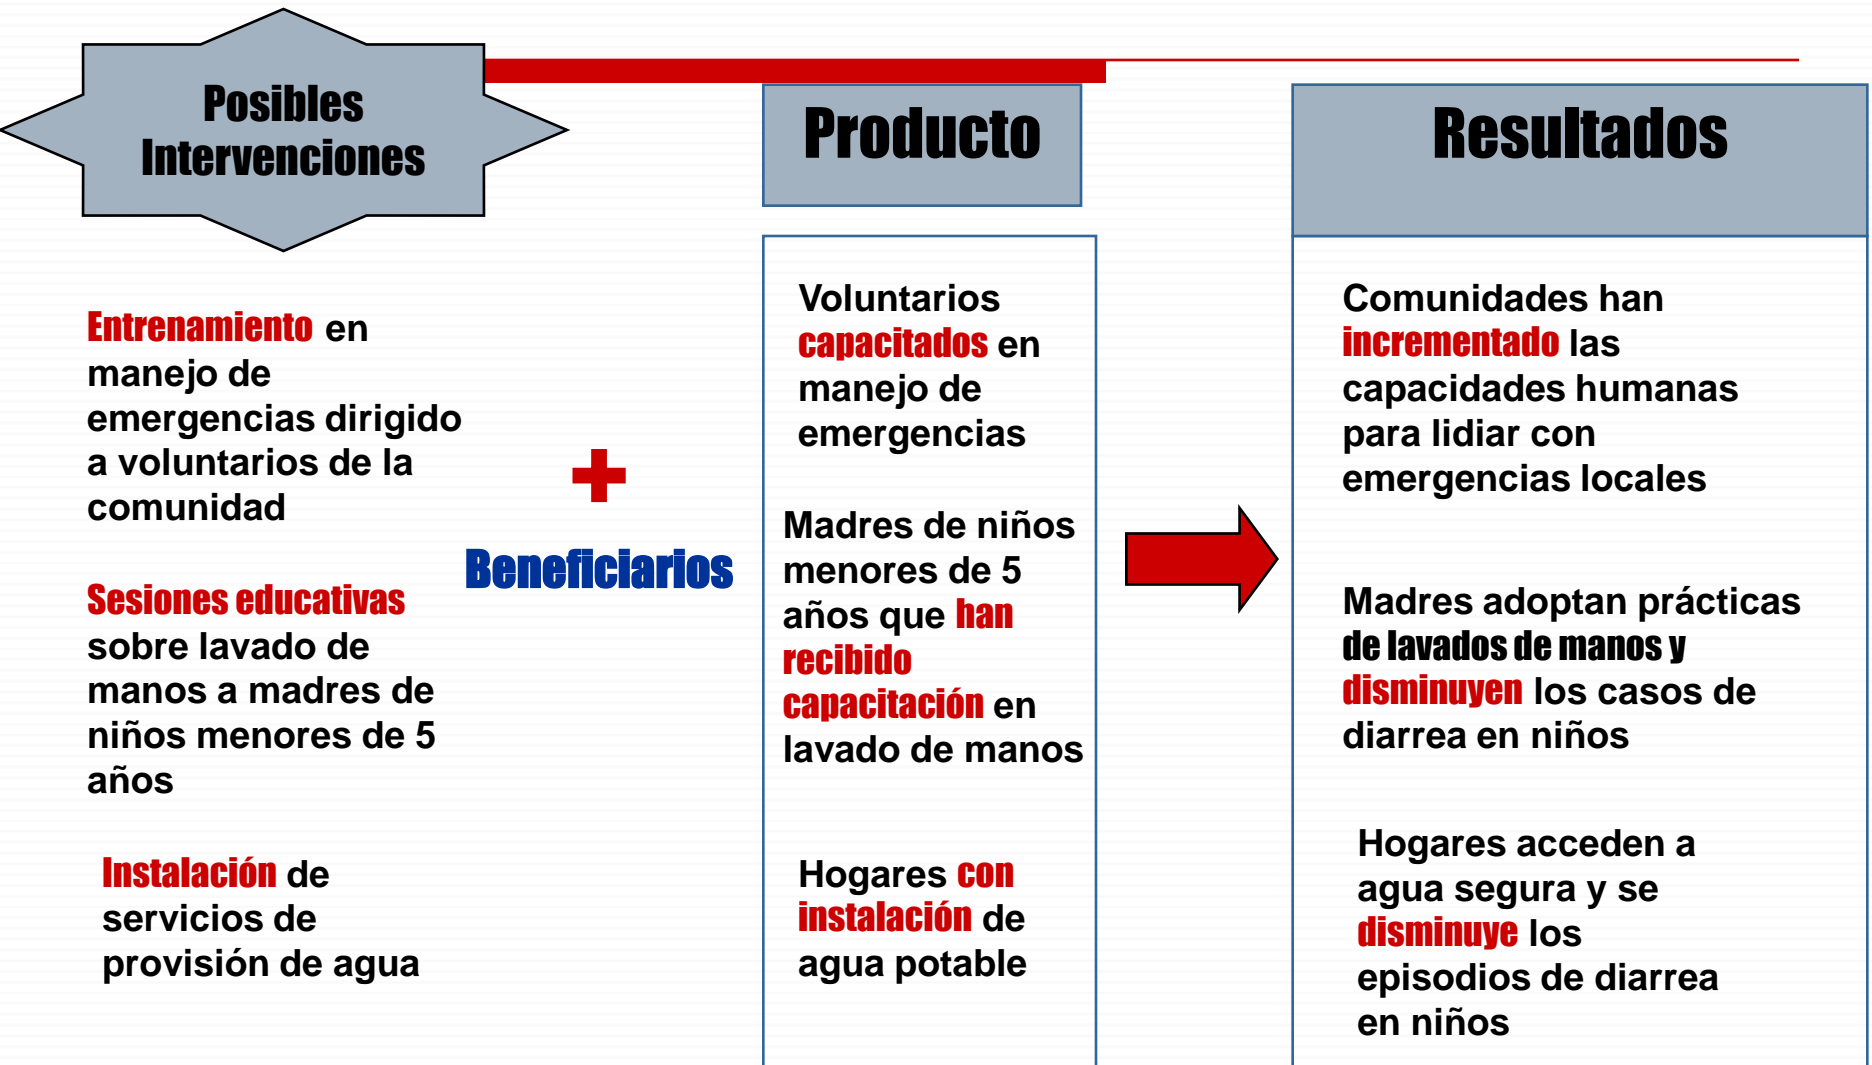 Posibles
Intervenciones
Entrenamiento en
manejo de
emergencias dirigido
a voluntarios de la
comunidad
Sesiones educativas
sobre lavado de
manos a madres de
niños menores de 5
años
Instalación de
servicios de
provisión de agua
Beneficiarios
Producto
Voluntarios
capacitados en
manejo de
emergencias
Madres de niños
menores de 5
años que han
recibido
capacitación en
lavado de manos
Hogares con
instalación de
agua potable
Resultados
Comunidades han
incrementado las
capacidades humanas
para lidiar con
emergencias locales
Madres adoptan prácticas
de lavados de manos y
disminuyen los casos de
diarrea en niños
Hogares acceden a
agua segura y se
disminuye los
episodios de diarrea
en niños